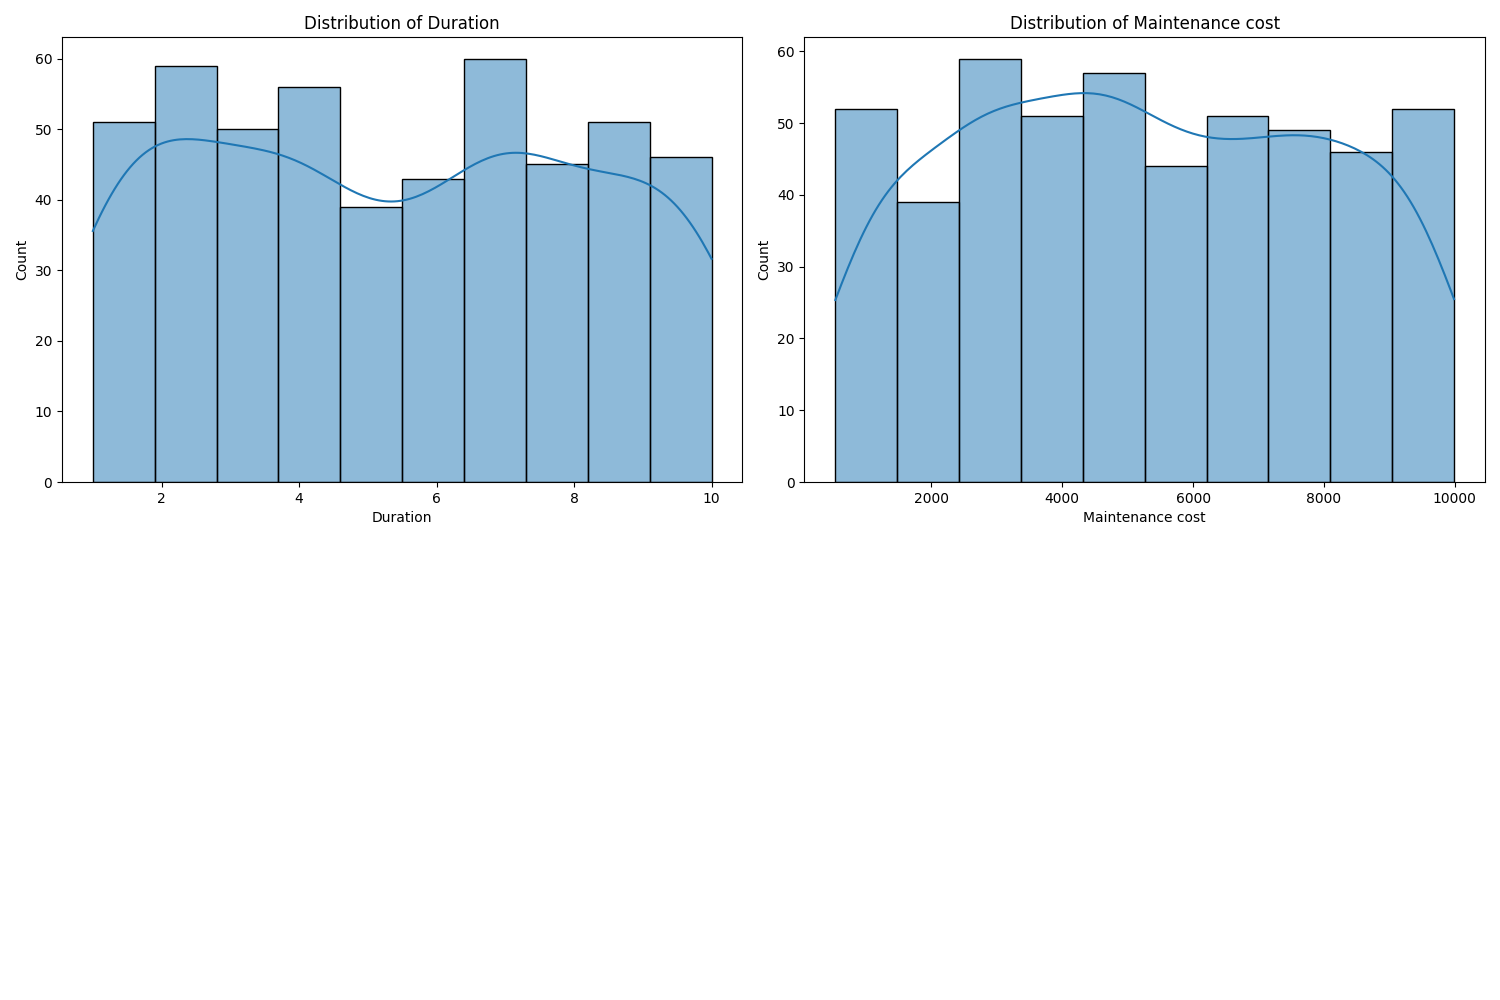 Distribution of Duration
Count
60
50
40
30
20
10
0
2 4 6 8 10
Duration
Distribution of Maintenance cost
Count
60
50
40
30
20
10
0
2000 4000 6000 8000 10000
Maintenance cost